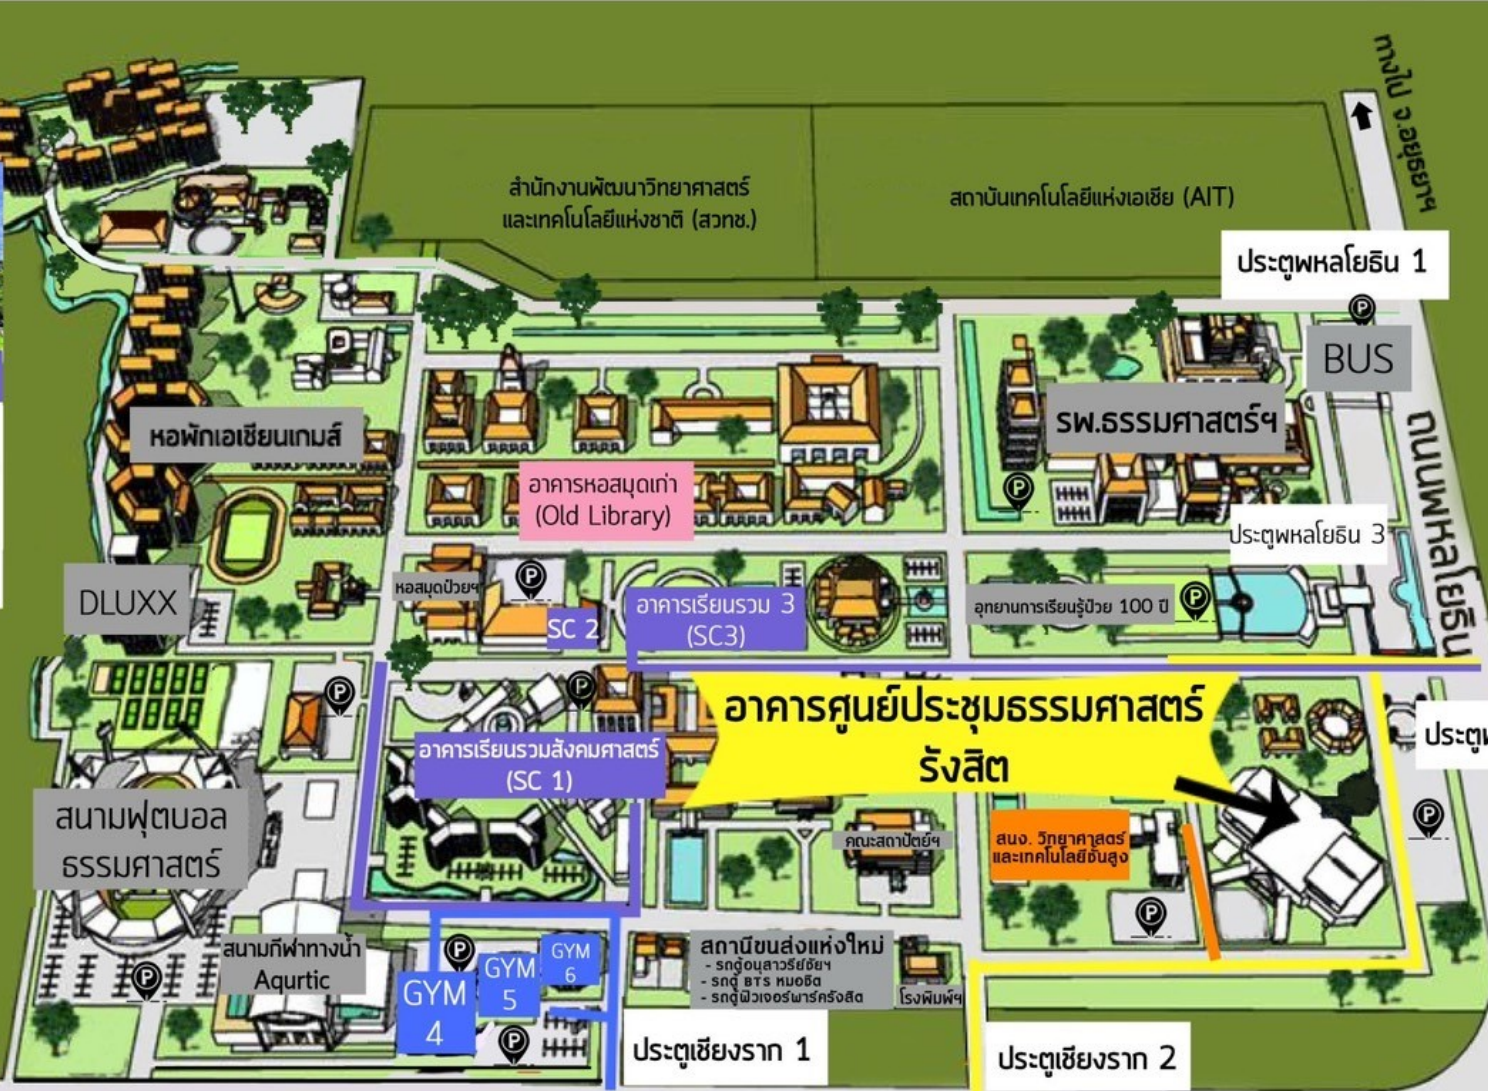 ทางไป จ.อยุธยาฯ
สำนักงานพัฒนาวิทยาศาสตร์
และเทคโนโลยีแห่งชาติ (สวทช.)
สถาบันเทคโนโลยีแห่งเอเชีย (AIT)
ประตูพหลโยธิน 1
P
BUS
หอพักเอเชียนเกมส์
รพ.ธรรมศาสตร์ฯ
ถนนพหลโยธิน
อาคารหอสมุดเก่า
(Old Library)
P
ประตูพหลโยธิน 3
DLUXX
หอสมุดป๋วยฯ
P
SC 2
อาคารเรียนรวม 3
(SC3)
อุทยานการเรียนรู้ป๋วย 100 ปี
P
P
P
อาคารศูนย์ประชุมธรรมศาสตร์
รังสิต
อาคารเรียนรวมสังคมศาสตร์
(SC 1)
สนามฟุตบอล
ธรรมศาสตร์
คณะสถาปัตย์ฯ
สนง. วิทยาศาสตร์
และเทคโนโลยีชั้นสูง
P
P
สนามกีฬาทางน้ำ
Aqurtic
P
P
GYM
4
GYM
5
GYM
6
P
สถานีขนส่งแห่งใหม่
- รถตู้อนุสาวรีย์ชัยฯ
- รถตู้ BTS หมอชิต
- รถตู้ฟิวเจอร์พาร์ครังสิต
โรงพิมพ์ฯ
ประตูเชียงราก 1
ประตูเชียงราก 2